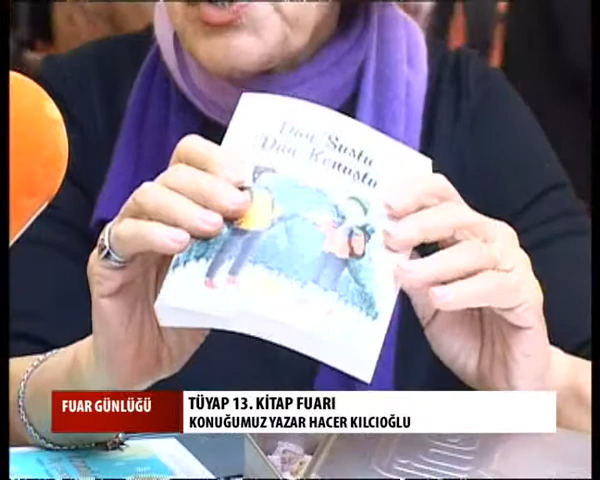 Dan Sustu
Dan Konuştu
FUAR GÜNLÜĞÜ
TÜYAP 13. KİTAP FUARI
KONUĞUMUZ YAZAR HACER KILCIOĞLU